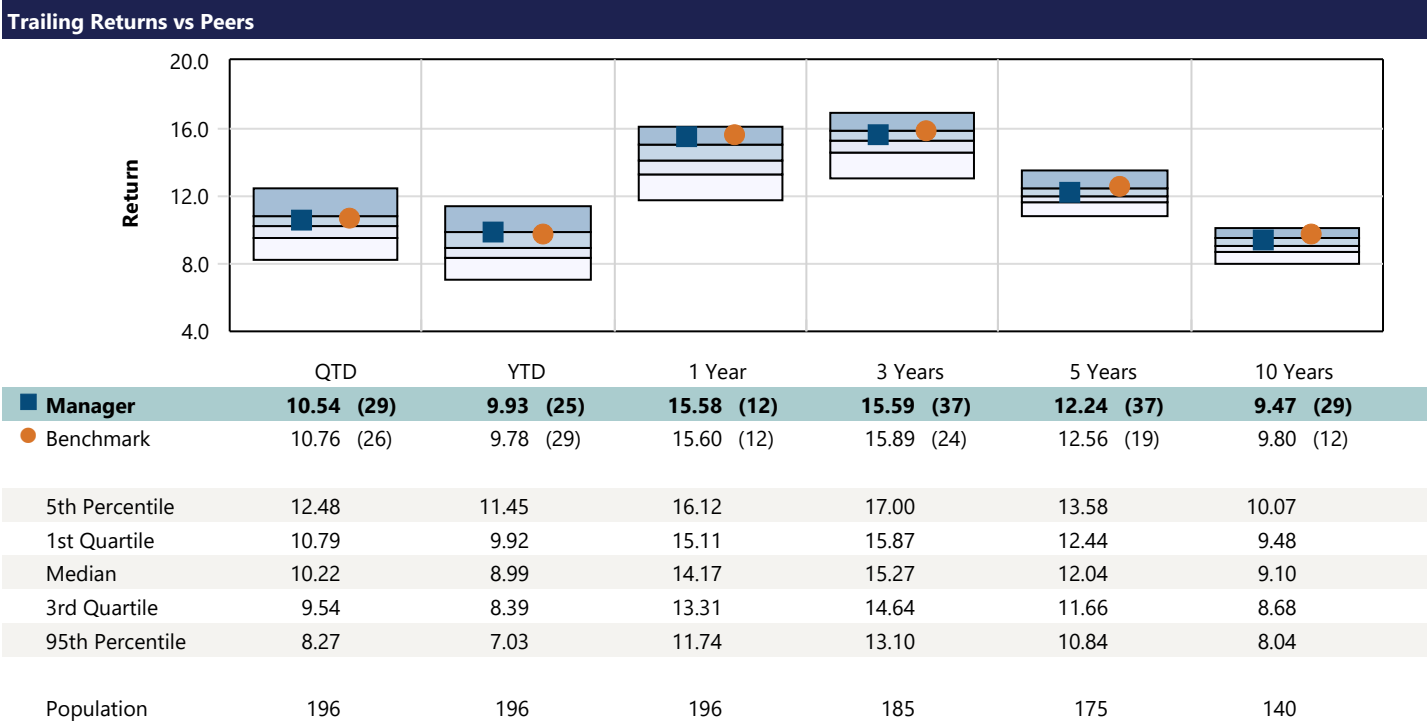 Trailing Returns vs Peers
20.0
16.0
12.0
8.0
4.0
Return
QTD YTD 1 Year 3 Years 5 Years 10 Years
Manager 10.54 (29) 9.93 (25) 15.58 (12) 15.59 (37) 12.24 (37) 9.47 (29)
Benchmark 10.76 (26) 9.78 (29) 15.60 (12) 15.89 (24) 12.56 (19) 9.80 (12)
5th Percentile 12.48 11.45 16.12 17.00 13.58 10.07
1st Quartile 10.79 9.92 15.11 15.87 12.44 9.48
Median 10.22 8.99 14.17 15.27 12.04 9.10
3rd Quartile 9.54 8.39 13.31 14.64 11.66 8.68
95th Percentile 8.27 7.03 11.74 13.10 10.84 8.04
Population 196 196 196 185 175 140